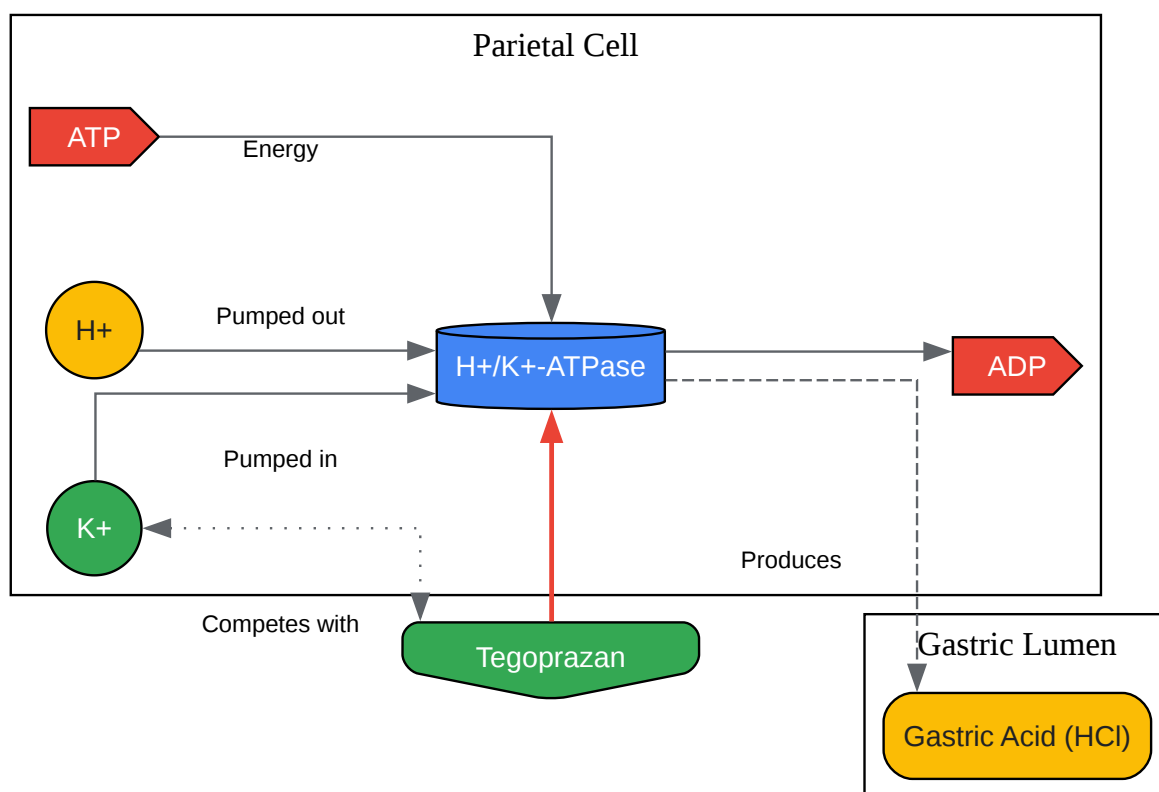 Parietal Cell
ATP
Energy
H+
Pumped out
H+/K+-ATPase
ADP
Pumped in
K+
Produces
Competes with
Tegoprazan
Gastric Lumen
Gastric Acid (HCl)